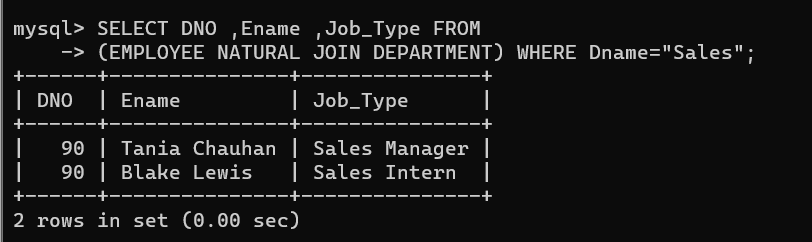 mysql> SELECT DNO ,Ename ,Job_Type FROM
    -> (EMPLOYEE NATURAL JOIN DEPARTMENT) WHERE Dname="Sales";
+------+---------------+---------------+
| DNO  | Ename         | Job_Type      |
+------+---------------+---------------+
|   90 | Tania Chauhan | Sales Manager |
|   90 | Blake Lewis   | Sales Intern  |
+------+---------------+---------------+
2 rows in set (0.00 sec)